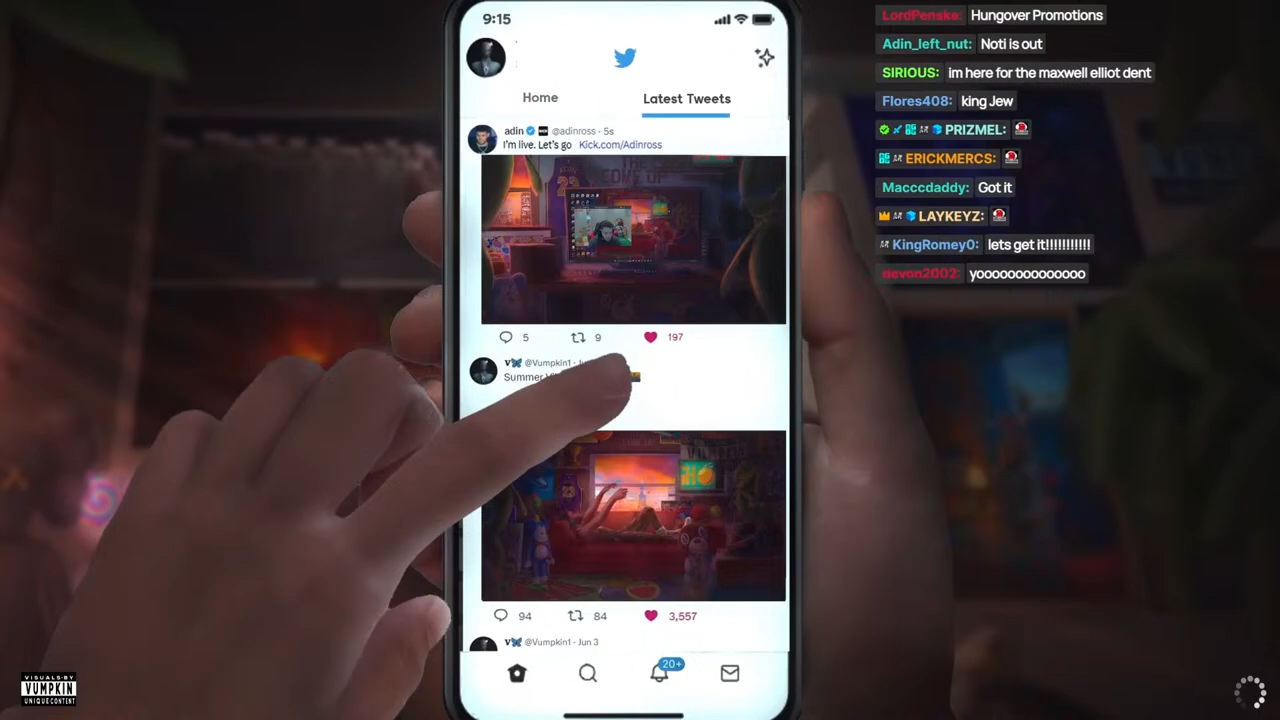 9:15
Home
Latest Tweets
adin @adinross · 5s
I'm live. Let's go Kick.com/Adinross
5 9 197
V @Vumpkin1 ·
Summer
94 84 3,557
V @Vumpkin1 · Jun 3
20+
LordPenske: Hungover Promotions
Adin_left_nut: Noti is out
SIRIOUS: im here for the maxwell elliot dent
Flores408: king Jew
PRIZMEL:
ERICKMERCS:
Macccdaddy: Got it
LAYKEYZ:
KingRomey0: lets get it!!!!!!!!!!!
devon2002: yooooooooooooooo
VISUALS BY
VUMPKIN
UNIQUE CONTENT